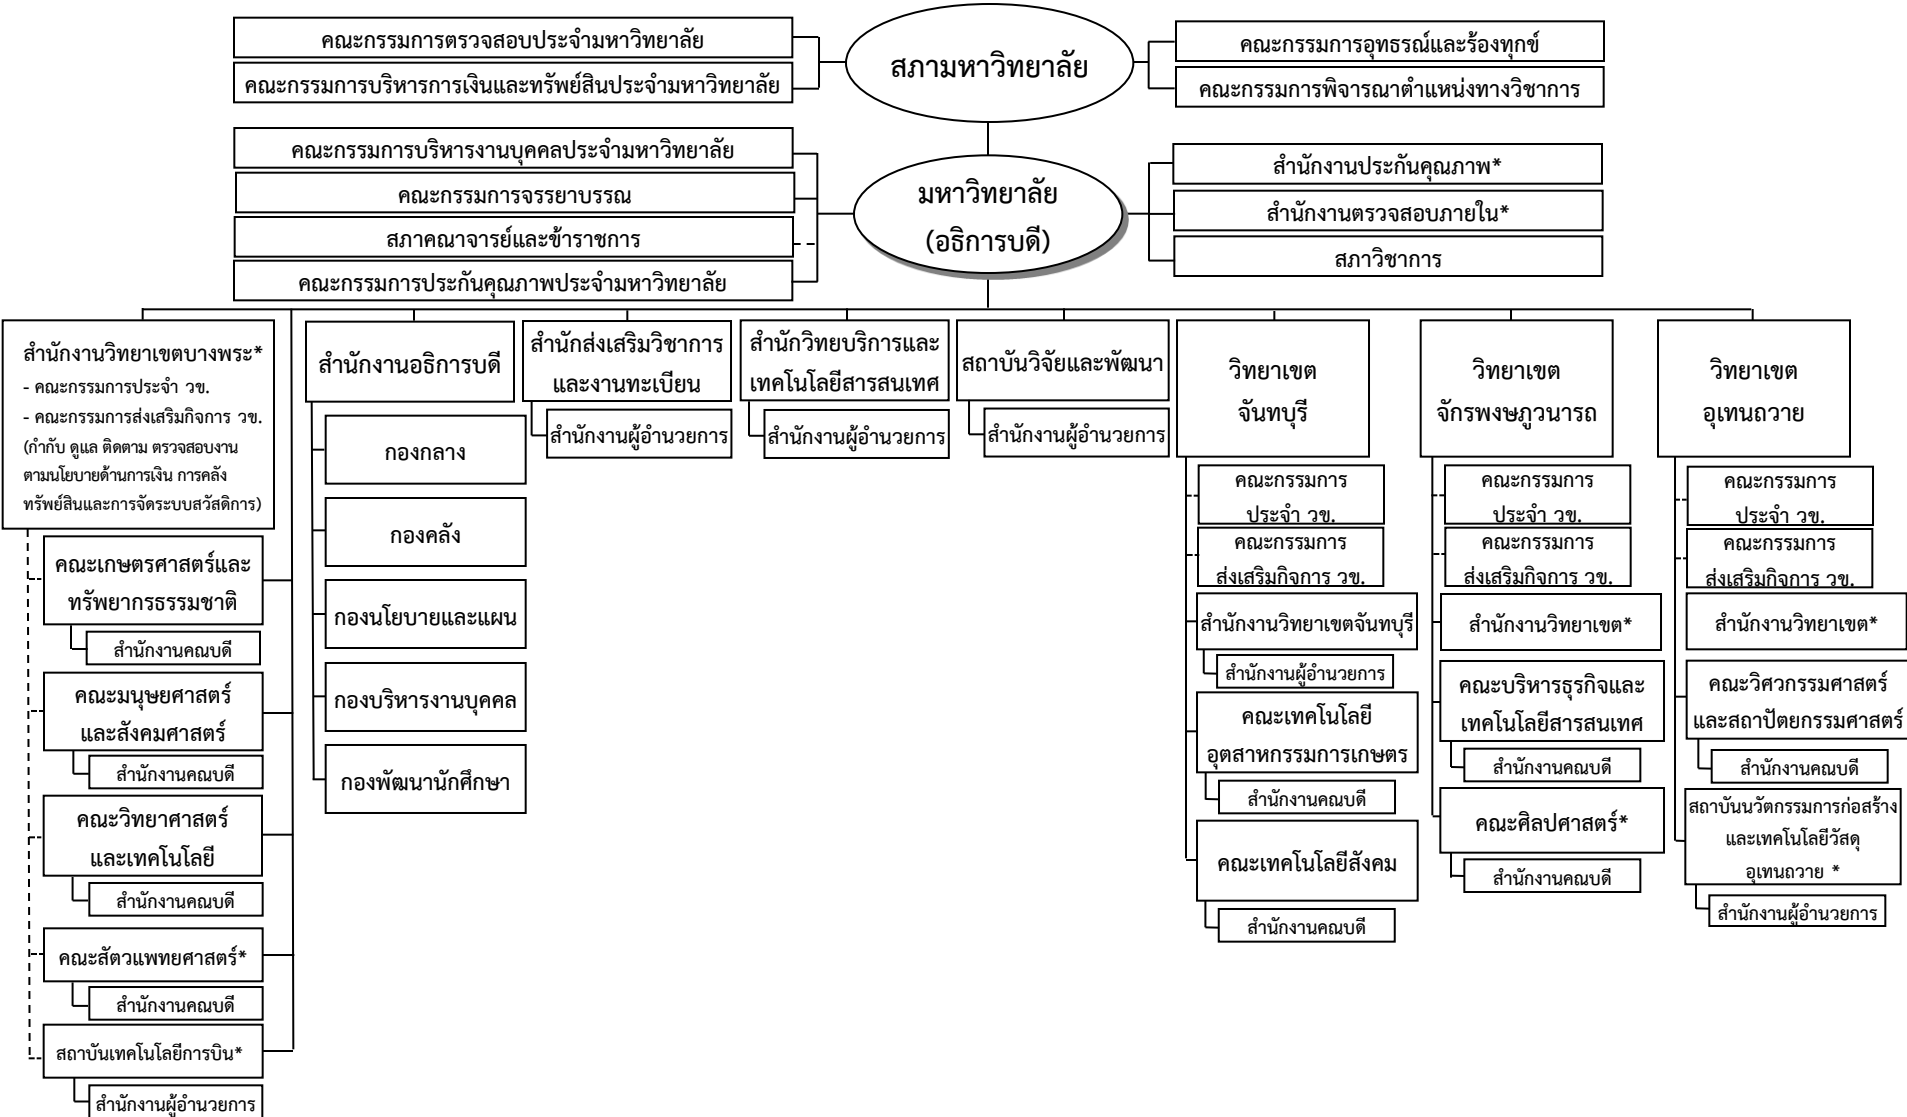 คณะกรรมการตรวจสอบประจำมหาวิทยาลัย
คณะกรรมการบริหารการเงินและทรัพย์สินประจำมหาวิทยาลัย
สภามหาวิทยาลัย
คณะกรรมการอุทธรณ์และร้องทุกข์
คณะกรรมการพิจารณาตำแหน่งทางวิชาการ
คณะกรรมการบริหารงานบุคคลประจำมหาวิทยาลัย
คณะกรรมการจรรยาบรรณ
สภาคณาจารย์และข้าราชการ
คณะกรรมการประกันคุณภาพประจำมหาวิทยาลัย
มหาวิทยาลัย
(อธิการบดี)
สำนักงานประกันคุณภาพ*
สำนักงานตรวจสอบภายใน*
สภาวิชาการ
สำนักงานวิทยาเขตบางพระ*
- คณะกรรมการประจำ วข.
- คณะกรรมการส่งเสริมกิจการ วข.
(กำกับ ดูแล ติดตาม ตรวจสอบงาน
ตามนโยบายด้านการเงิน การคลัง
ทรัพย์สินและการจัดระบบสวัสดิการ)
คณะเกษตรศาสตร์และ
ทรัพยากรธรรมชาติ
สำนักงานคณบดี
คณะมนุษยศาสตร์
และสังคมศาสตร์
สำนักงานคณบดี
คณะวิทยาศาสตร์
และเทคโนโลยี
สำนักงานคณบดี
คณะสัตวแพทยศาสตร์*
สำนักงานคณบดี
สถาบันเทคโนโลยีการบิน*
สำนักงานผู้อำนวยการ
สำนักงานอธิการบดี
กองกลาง
กองคลัง
กองนโยบายและแผน
กองบริหารงานบุคคล
กองพัฒนานักศึกษา
สำนักส่งเสริมวิชาการ
และงานทะเบียน
สำนักงานผู้อำนวยการ
สำนักวิทยบริการและ
เทคโนโลยีสารสนเทศ
สำนักงานผู้อำนวยการ
สถาบันวิจัยและพัฒนา
สำนักงานผู้อำนวยการ
วิทยาเขต
จันทบุรี
คณะกรรมการ
ประจำ วข.
คณะกรรมการ
ส่งเสริมกิจการ วข.
สำนักงานวิทยาเขตจันทบุรี
สำนักงานผู้อำนวยการ
คณะเทคโนโลยี
อุตสาหกรรมการเกษตร
สำนักงานคณบดี
คณะเทคโนโลยีสังคม
สำนักงานคณบดี
วิทยาเขต
จักรพงษภูวนารถ
คณะกรรมการ
ประจำ วข.
คณะกรรมการ
ส่งเสริมกิจการ วข.
สำนักงานวิทยาเขต*
คณะบริหารธุรกิจและ
เทคโนโลยีสารสนเทศ
สำนักงานคณบดี
คณะศิลปศาสตร์*
สำนักงานคณบดี
วิทยาเขต
อุเทนถวาย
คณะกรรมการ
ประจำ วข.
คณะกรรมการ
ส่งเสริมกิจการ วข.
สำนักงานวิทยาเขต*
คณะวิศวกรรมศาสตร์
และสถาปัตยกรรมศาสตร์
สำนักงานคณบดี
สถาบันนวัตกรรมการก่อสร้าง
และเทคโนโลยีวัสดุ
อุเทนถวาย *
สำนักงานผู้อำนวยการ